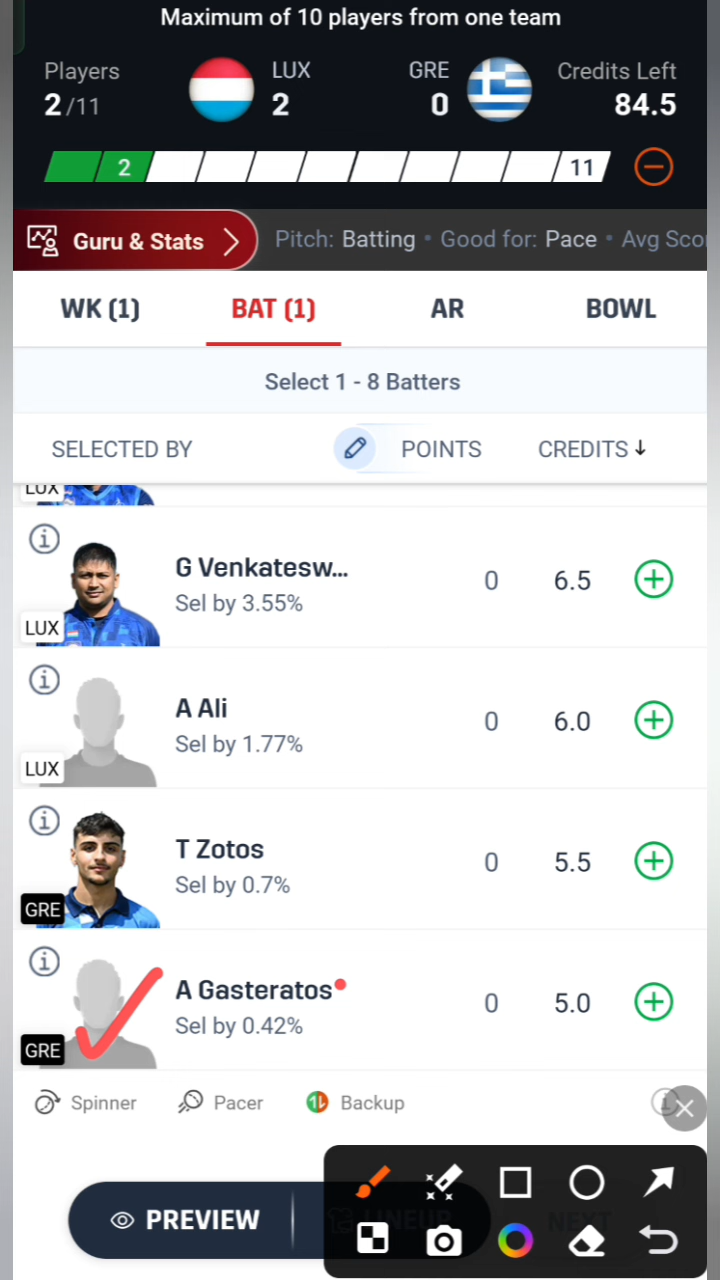 Maximum of 10 players from one team
Players LUX GRE Credits Left
2/11 2 0 84.5
2 11
Guru & Stats Pitch: Batting • Good for: Pace • Avg Sco
WK (1) BAT (1) AR BOWL
Select 1 - 8 Batters
SELECTED BY POINTS CREDITS↓
LUX
G Venkatesw... 0 6.5
Sel by 3.55%
LUX
A Ali 0 6.0
Sel by 1.77%
LUX
T Zotos 0 5.5
Sel by 0.7%
GRE
A Gasteratos 0 5.0
Sel by 0.42%
GRE
Spinner Pacer Backup
PREVIEW LINEUP NEXT